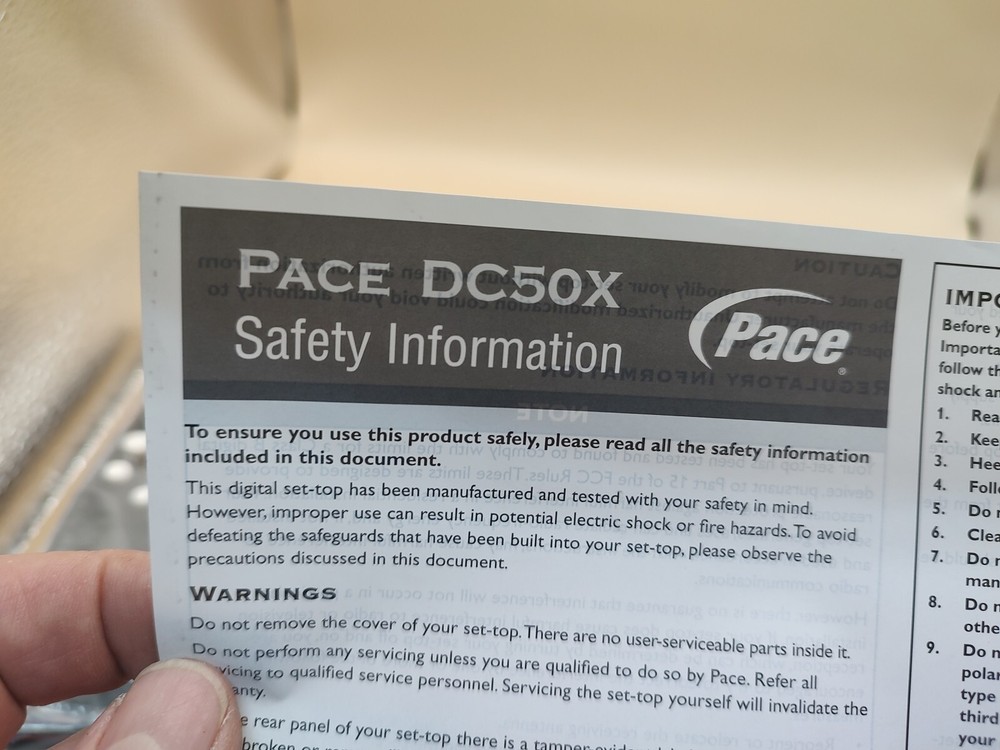 PACE DC50X
Safety Information
Pace®
To ensure you use this product safely, please read all the safety information
included in this document.
This digital set-top has been manufactured and tested with your safety in mind.
However, improper use can result in potential electric shock or fire hazards. To avoid
defeating the safeguards that have been built into your set-top, please observe the
precautions discussed in this document.
WARNINGS
Do not remove the cover of your set-top. There are no user-serviceable parts inside it.
Do not perform any servicing unless you are qualified to do so by Pace. Refer all
vicing to qualified service personnel. Servicing the set-top yourself will invalidate the
anty.
e rear panel of your set-top there is a
broken or
IMPO
Before y
Importa
follow th
shock an
1. Rea
2. Kee
3. Hee
4. Follo
5. Do n
6. Clea
7. Do n
man
8. Do n
othe
9. Do n
polar
type
third
your